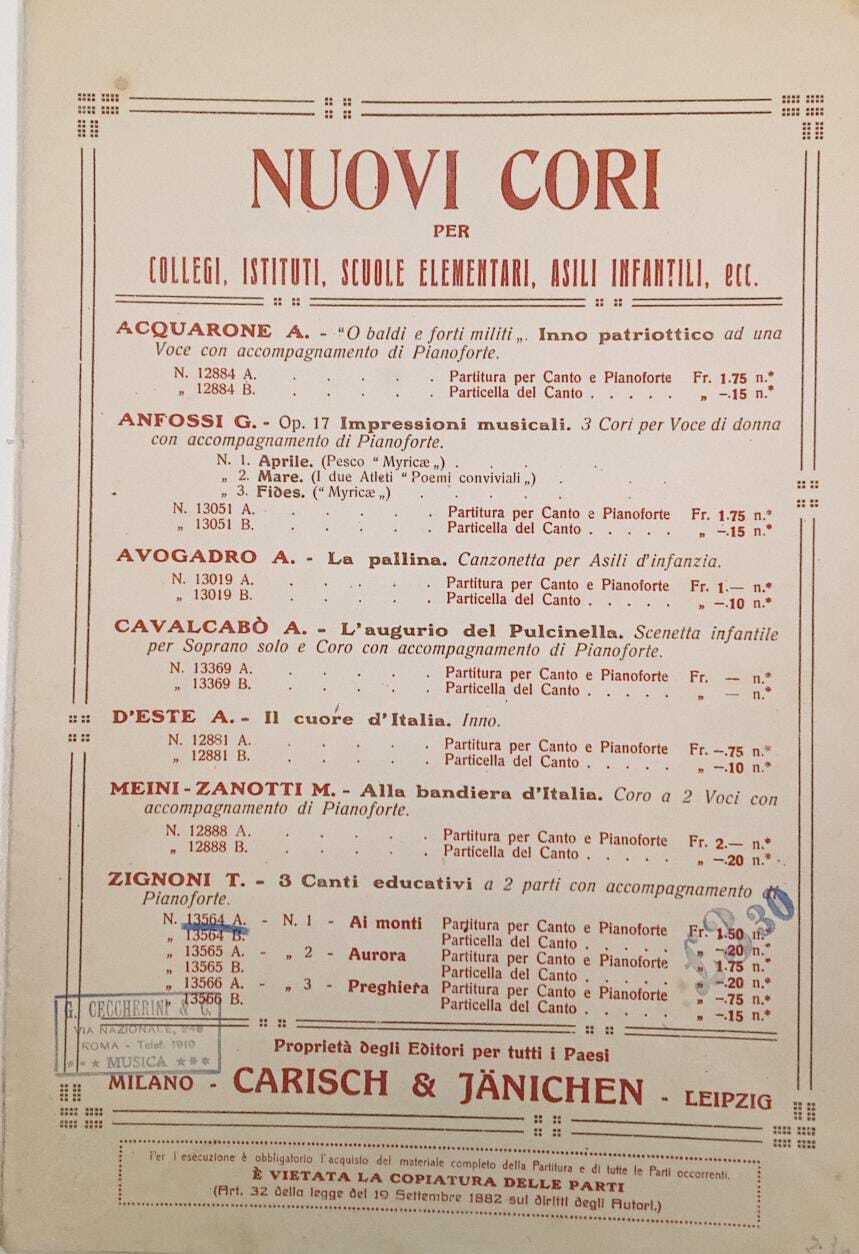 NUOVI CORI
PER
COLLEGI, ISTITUTI, SCUOLE ELEMENTARI, ASILI INFANTILI, ecc.
ACQUARONE A. - “O baldi e forti militi„. Inno patriottico ad una
Voce con accompagnamento di Pianoforte.
N. 12884 A. . . . . . Partitura per Canto e Pianoforte Fr. 1.75 n.*
„ 12884 B. . . . . . Particella del Canto . . . . . „ -.15 n.*
ANFOSSI G. - Op. 17 Impressioni musicali. 3 Cori per Voce di donna
con accompagnamento di Pianoforte.
N. 1. Aprile. (Pesco “Myricæ„) . . .
„ 2. Mare. (I due Atleti “Poemi conviviali„) . . . .
„ 3. Fides. (“Myricæ„) . . . . . .
N. 13051 A. . . . . . Partitura per Canto e Pianoforte Fr. 1.75 n.*
„ 13051 B. . . . . . Particella del Canto . . . . . „ -.15 n.*
AVOGADRO A. - La pallina. Canzonetta per Asili d'infanzia.
N. 13019 A. . . . . . Partitura per Canto e Pianoforte Fr. 1.— n.*
„ 13019 B. . . . . . Particella del Canto . . . . . „ -.10 n.*
CAVALCABÒ A. - L'augurio del Pulcinella. Scenetta infantile
per Soprano solo e Coro con accompagnamento di Pianoforte.
N. 13369 A. . . . . . Partitura per Canto e Pianoforte Fr. — n.*
„ 13369 B. . . . . . Particella del Canto . . . . . „ — n.*
D'ESTE A. - Il cuore d'Italia. Inno.
N. 12881 A. . . . . . Partitura per Canto e Pianoforte Fr. -.75 n.*
„ 12881 B. . . . . . Particella del Canto . . . . . „ -.10 n.*
MEINI-ZANOTTI M. - Alla bandiera d'Italia. Coro a 2 Voci con
accompagnamento di Pianoforte.
N. 12888 A. . . . . . Partitura per Canto e Pianoforte Fr. 2.— n.*
„ 12888 B. . . . . . Particella del Canto . . . . . „ -.20 n.*
ZIGNONI T. - 3 Canti educativi a 2 parti con accompagnamento di
Pianoforte.
N. 13564 A. - N. 1 - Ai monti Partitura per Canto e Pianoforte Fr. 1.50 n.*
„ 13564 B. Particella del Canto . . . . . „ -.20 n.*
„ 13565 A. - „ 2 - Aurora Partitura per Canto e Pianoforte „ 1.75 n.*
„ 13565 B. Particella del Canto . . . . . „ -.20 n.*
„ 13566 A. - „ 3 - Preghiera Partitura per Canto e Pianoforte „ -.75 n.*
„ 13566 B. Particella del Canto . . . . . „ -.15 n.*
G. CECCHERINI & C.
VIA NAZIONALE, 248
ROMA - Telef. 1910
★ ★ ★ MUSICA ★ ★ ★
Proprietà degli Editori per tutti i Paesi
MILANO - CARISCH & JÄNICHEN - LEIPZIG
Per l'esecuzione è obbligatorio l'acquisto del materiale completo della Partitura e di tutte le Parti occorrenti.
È VIETATA LA COPIATURA DELLE PARTI
(Art. 32 della legge del 19 Settembre 1882 sui diritti degli Autori.)